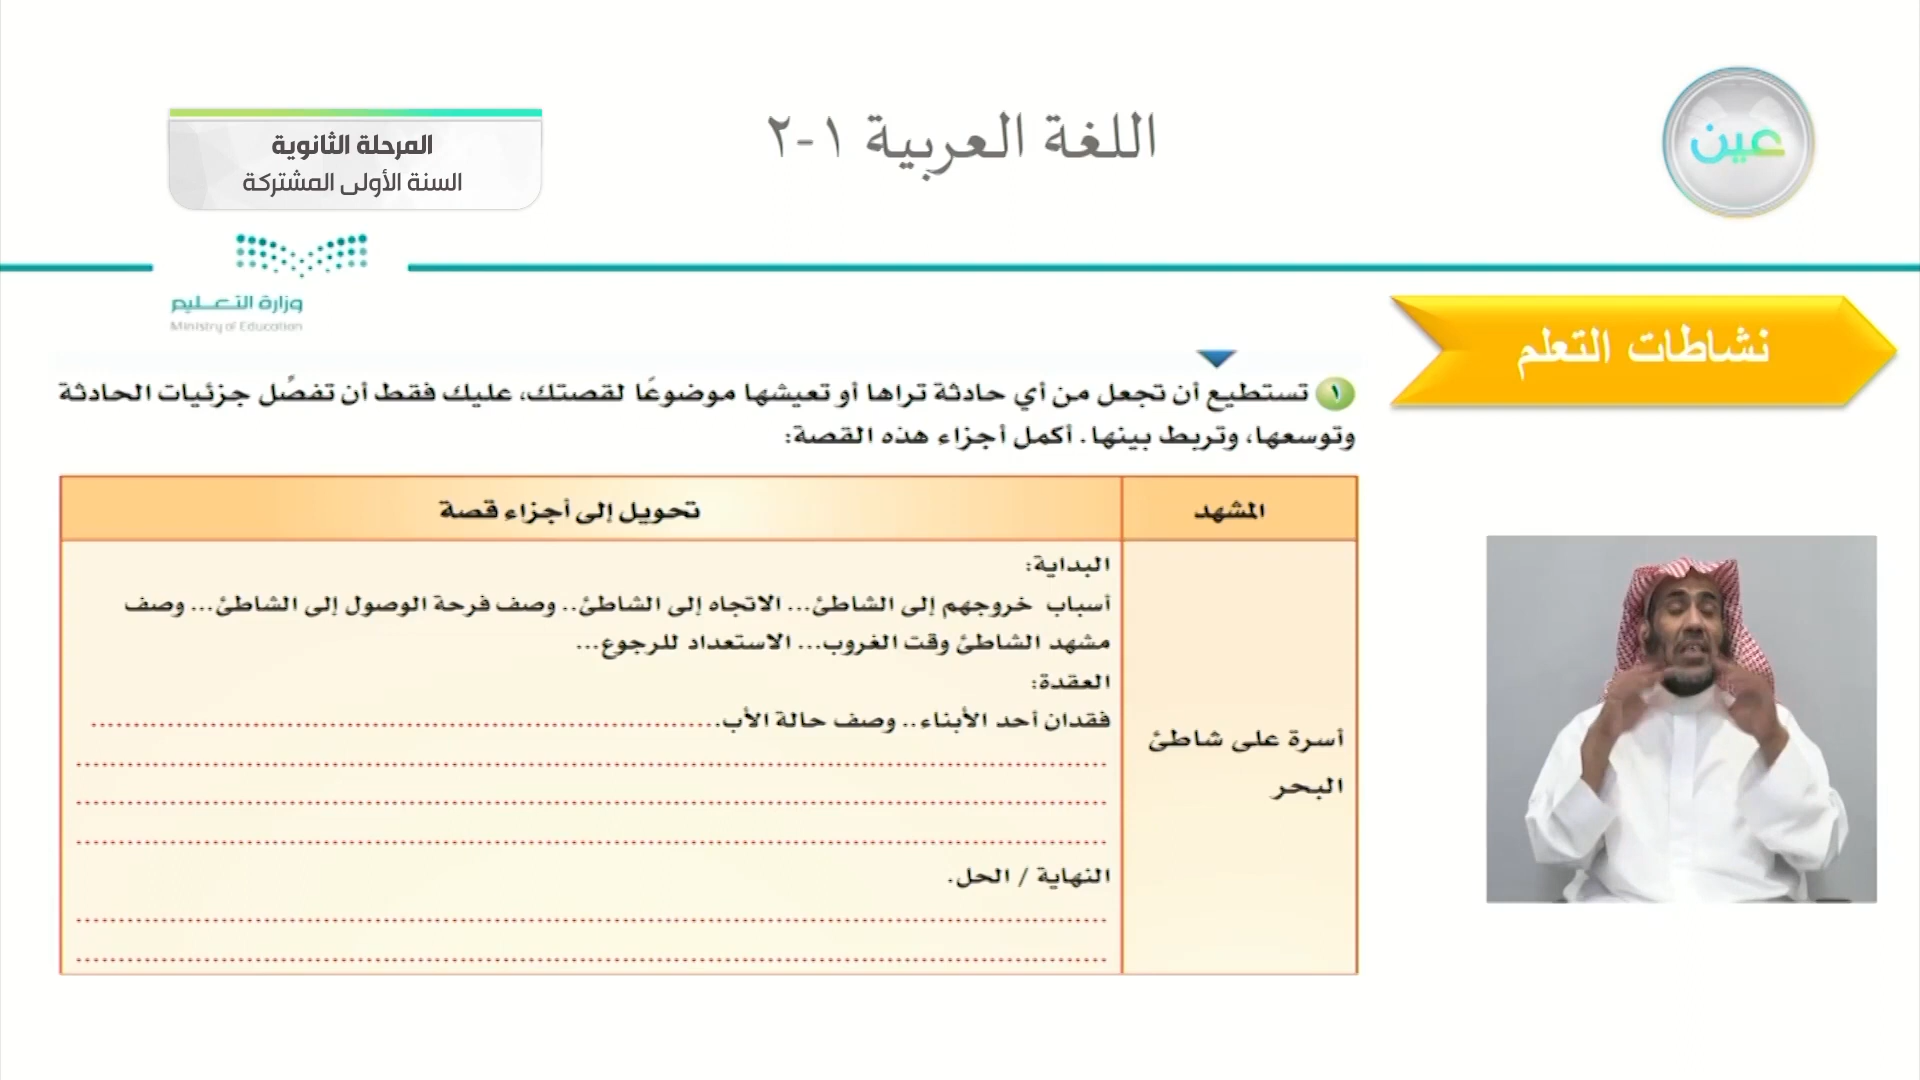 عين
اللغة العربية ١-٢
المرحلة الثانوية
السنة الأولى المشتركة
وزارة التعليم
Ministry of Education
نشاطات التعلم
١ تستطيع أن تجعل من أي حادثة تراها أو تعيشها موضوعًا لقصتك، عليك فقط أن تفصِّل جزئيات الحادثة
وتوسعها، وتربط بينها. أكمل أجزاء هذه القصة:
المشهد
تحويل إلى أجزاء قصة
أسرة على شاطئ
البحر
البداية:
أسباب خروجهم إلى الشاطئ... الاتجاه إلى الشاطئ.. وصف فرحة الوصول إلى الشاطئ... وصف
مشهد الشاطئ وقت الغروب... الاستعداد للرجوع...
العقدة:
فقدان أحد الأبناء.. وصف حالة الأب..
النهاية / الحل.